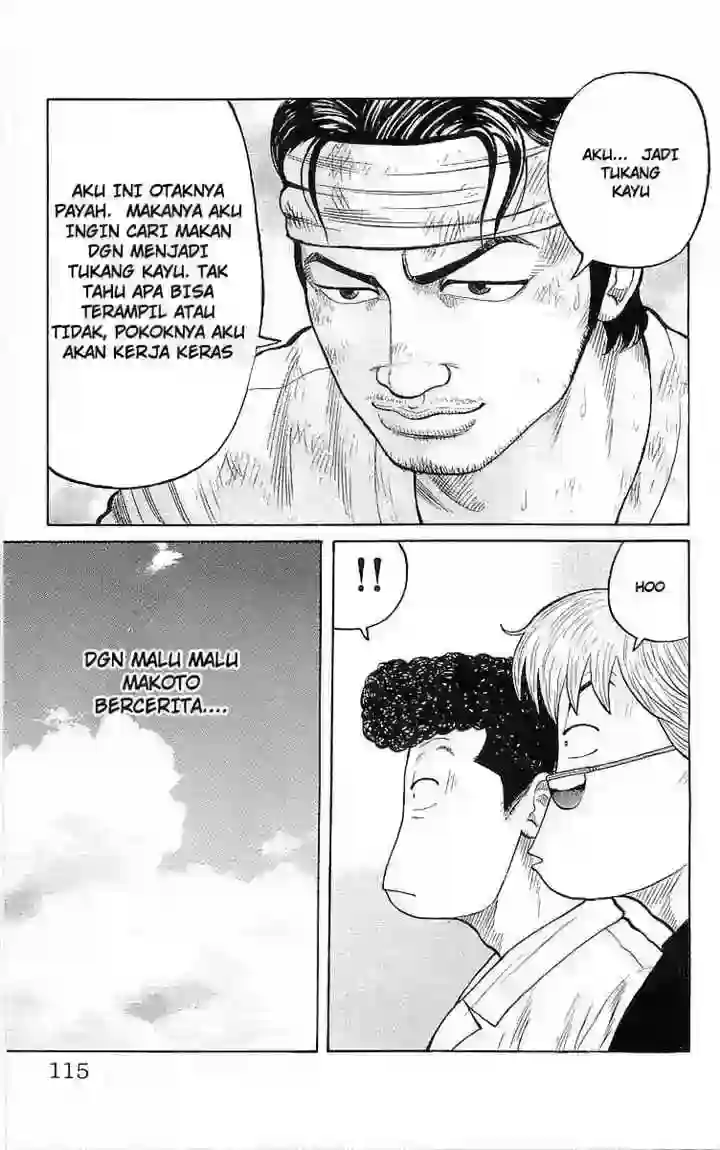 AKU... JADI
TUKANG
KAYU
AKU INI OTAKNYA
PAYAH. MAKANYA AKU
INGIN CARI MAKAN
DGN MENJADI
TUKANG KAYU. TAK
TAHU APA BISA
TERAMPIL ATAU
TIDAK, POKOKNYA AKU
AKAN KERJA KERAS
HOO
!!
DGN MALU MALU
MAKOTO
BERCERITA....
115